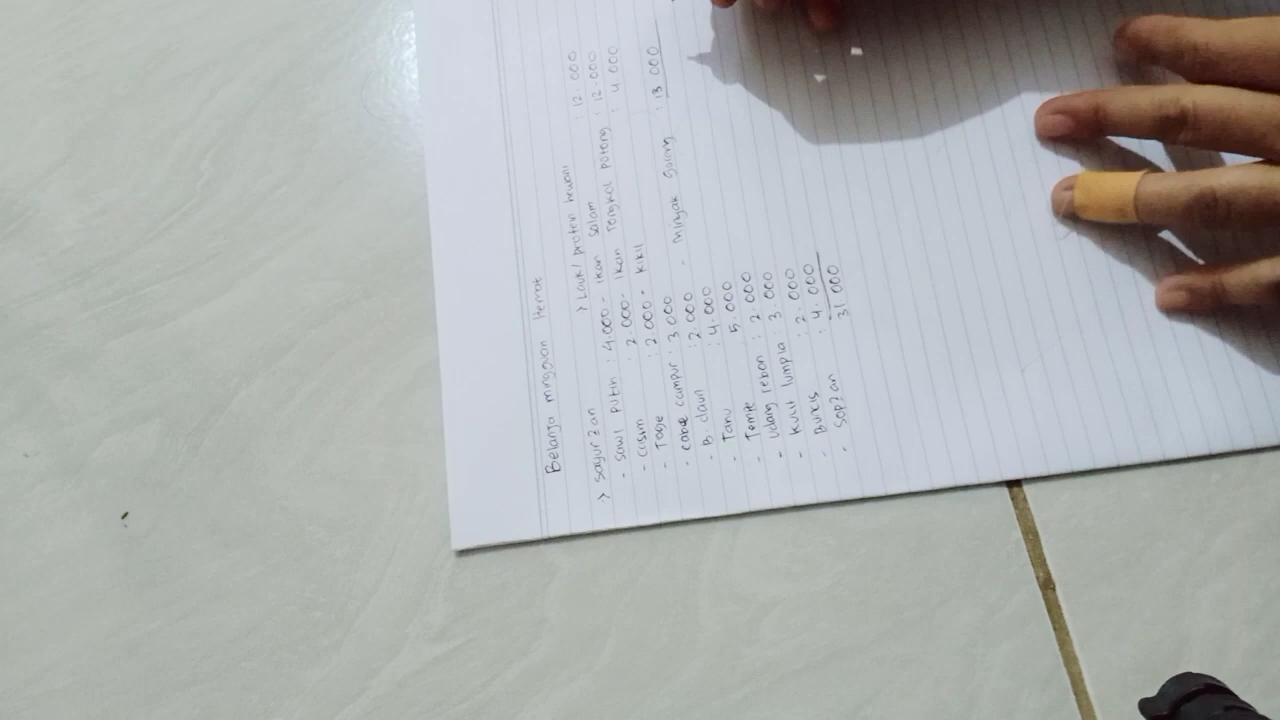 Belanja mingguan Hemat
> sayur2an
- sawi putih : 4.000
- caisim : 2.000
- Toge : 2.000
- cabe campur : 3.000
- B. daun : 2.000
- Tahu : 4.000
- Tempe 5.000
- Udang rebon : 2.000
- kulit lumpia : 3.000
- Buncis : 2.000
- Sop2an : 4.000
31 000
> Lauk/ protein hewani
- Ikan salam : 12.000
- Ikan Tongkol potong : 12.000
- kikil : 4 000
- Minyak goreng : 13 000